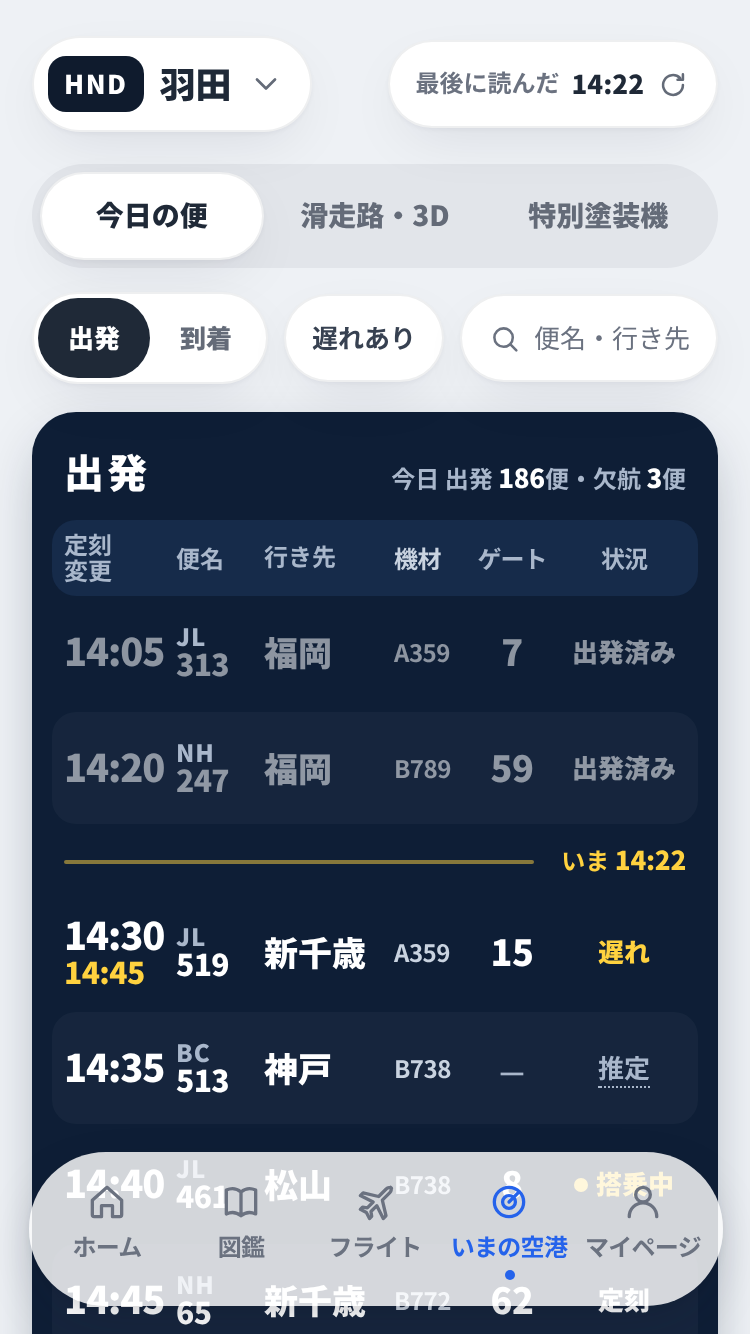 HND 羽田
最後に読んだ 14:22
今日の便 滑走路・3D 特別塗装機
出発 到着 遅れあり 便名・行き先
出発
今日 出発 186便・欠航 3便
定刻 変更 便名 行き先 機材 ゲート 状況
14:05 JL 313 福岡 A359 7 出発済み
14:20 NH 247 福岡 B789 59 出発済み
いま 14:22
14:30 14:45 JL 519 新千歳 A359 15 遅れ
14:35 BC 513 神戸 B738 — 推定
14:40 JL 461 松山 B738 8 搭乗中
ホーム 図鑑 フライト いまの空港 マイページ
14:45 NH 65 新千歳 B772 62 定刻